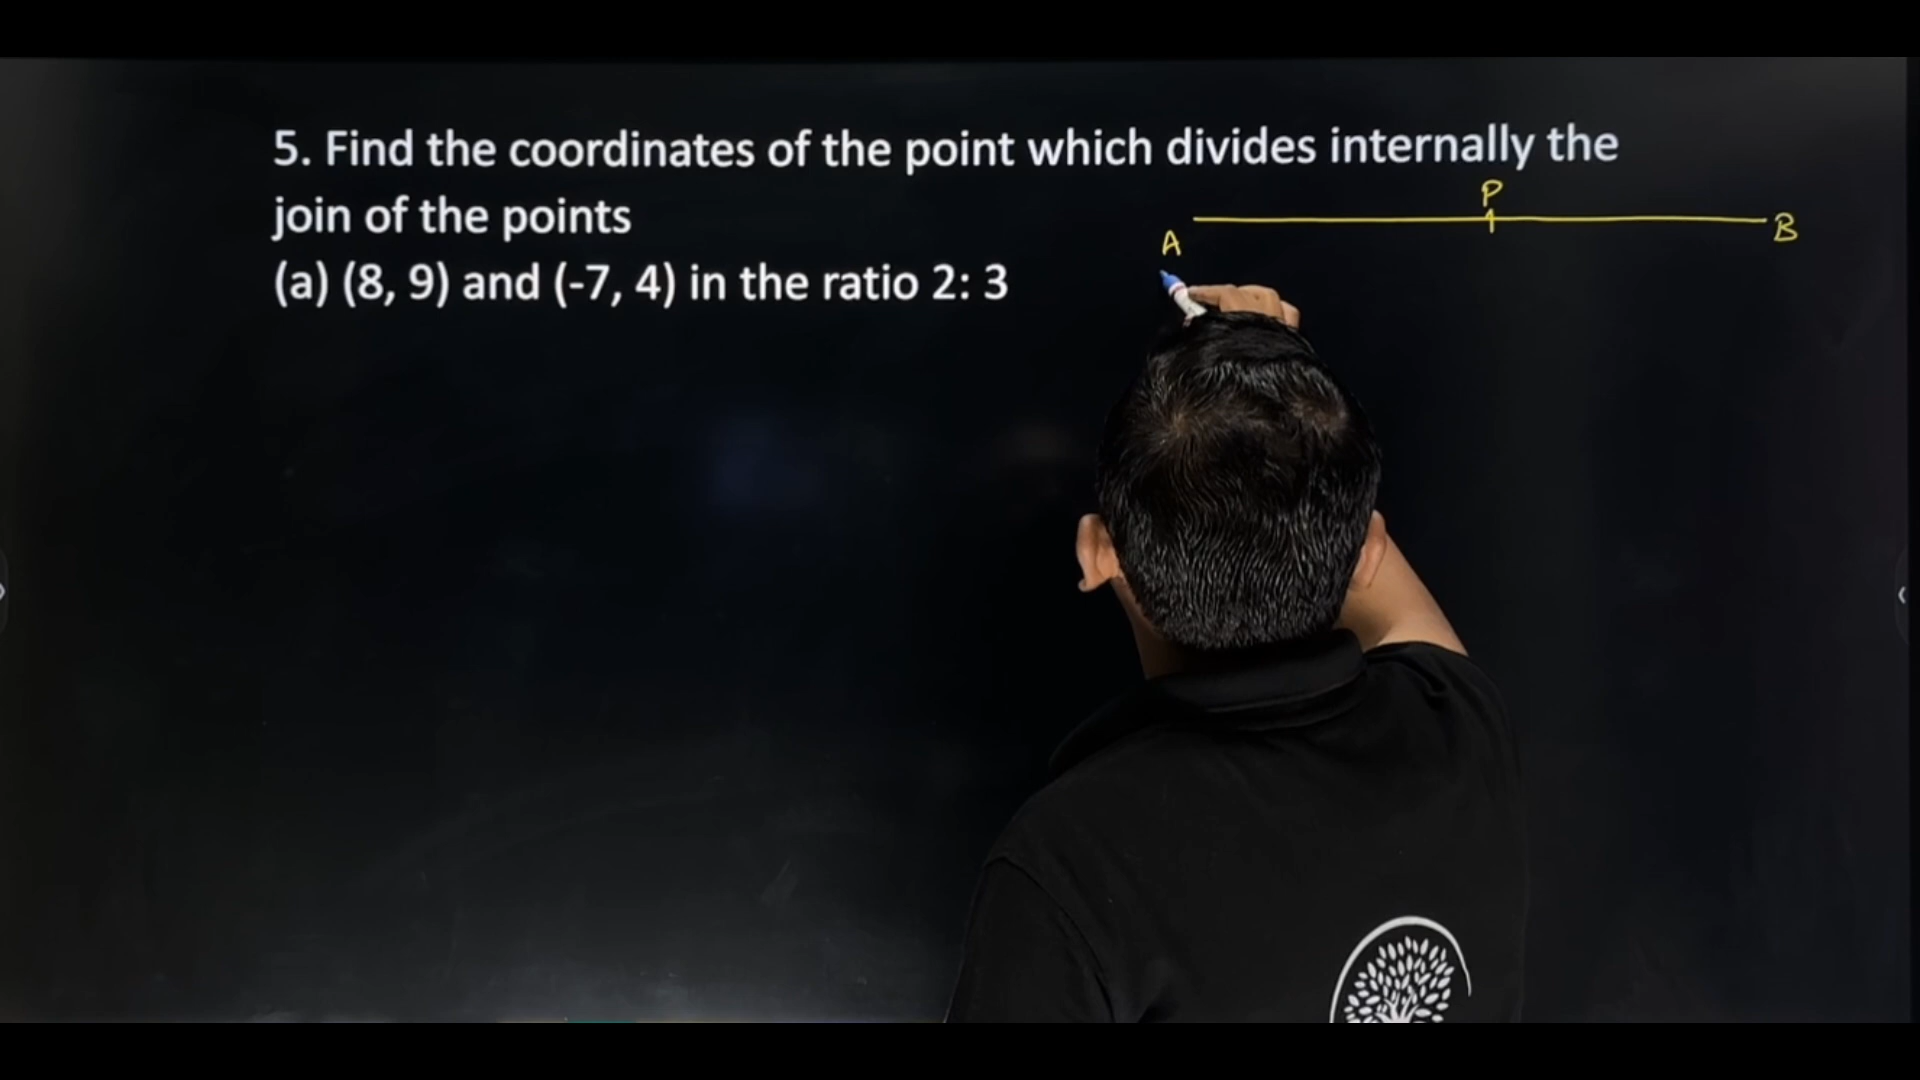 5. Find the coordinates of the point which divides internally the
join of the points
(a) (8, 9) and (-7, 4) in the ratio 2: 3
P
A
B